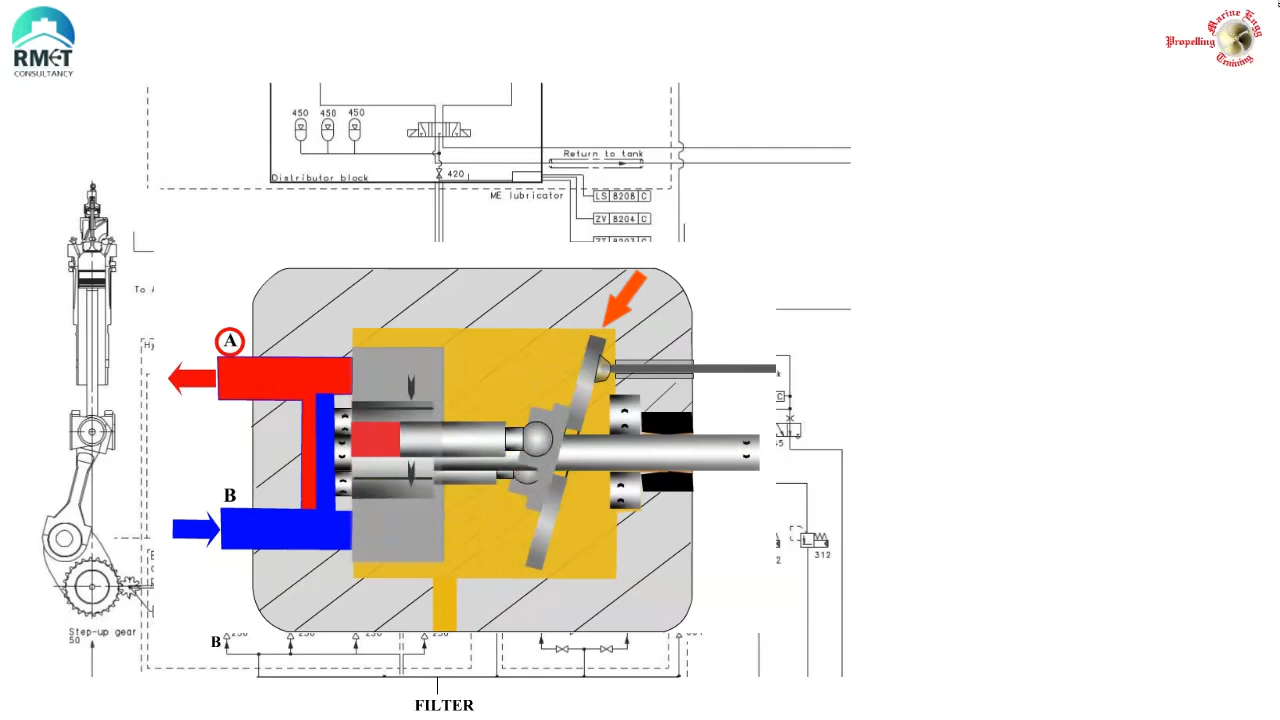 RMET
CONSULTANCY
Marine Engg
Propelling
Training
450 450 450
Return to tank
420
Distributor block
ME lubricator
LS 8208 C
ZV 8204 C
To A
A
B
C
312
Step-up gear
50
B
FILTER